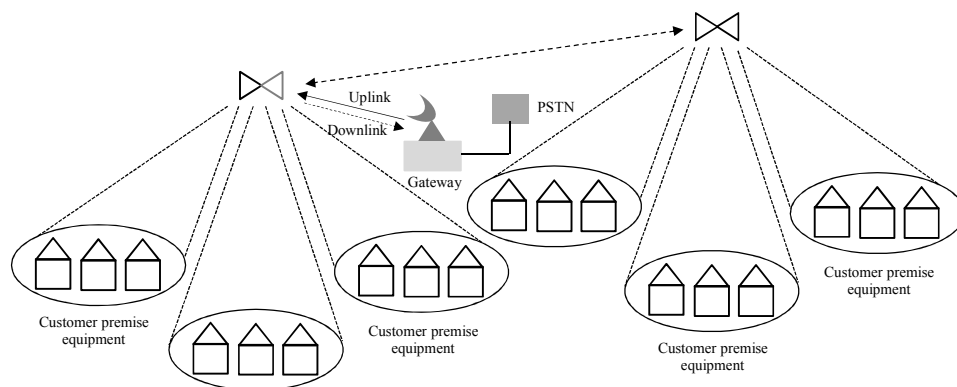 Uplink
PSTN
Downlink
Gateway
Customer premise
equipment
Customer premise
equipment
Customer premise
equipment
Customer premise
equipment